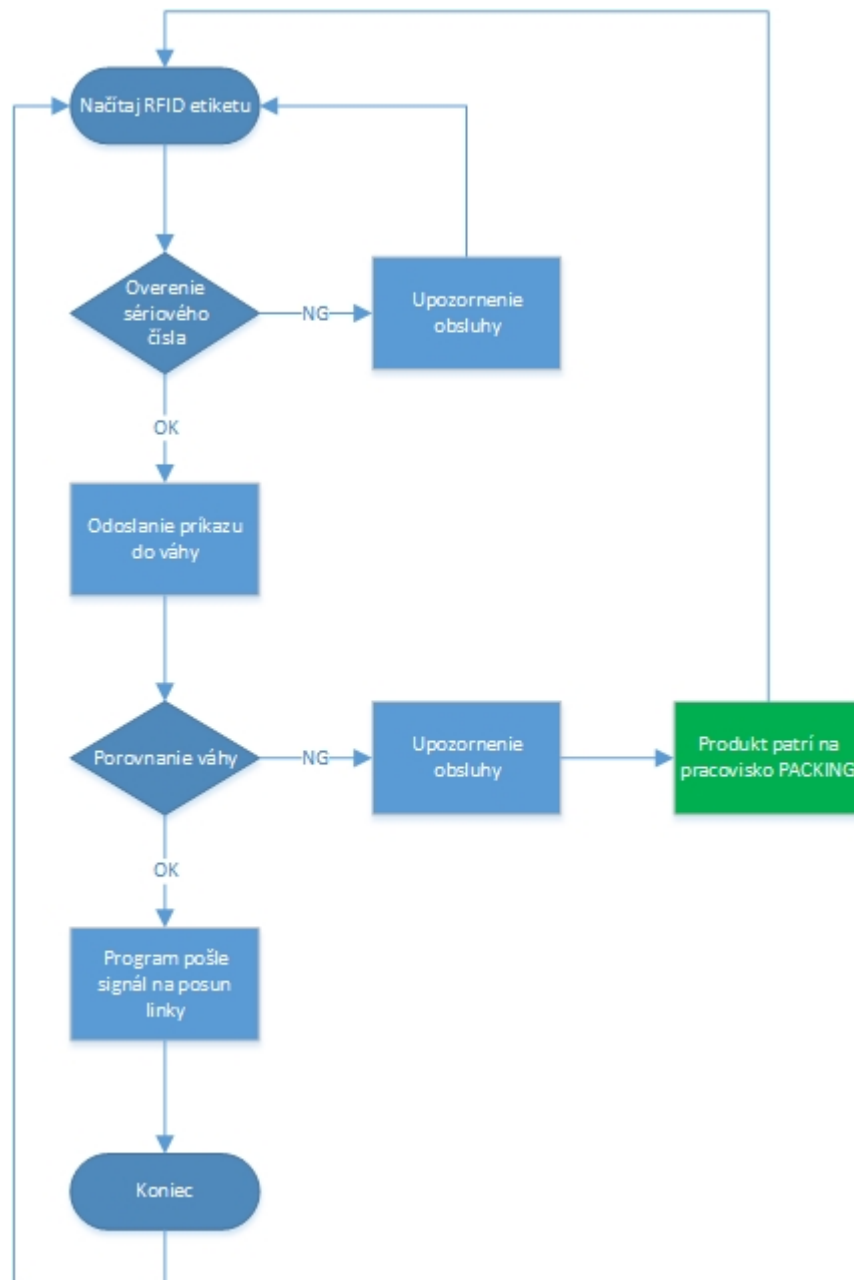 Načítaj RFID etiketu
Overenie
sériového
čísla
NG
Upozornenie
obsluhy
OK
Odoslanie príkazu
do váhy
Porovnanie váhy
NG
Upozornenie
obsluhy
Produkt patrí na
pracovisko PACKING
OK
Program pošle
signál na posun
linky
Koniec